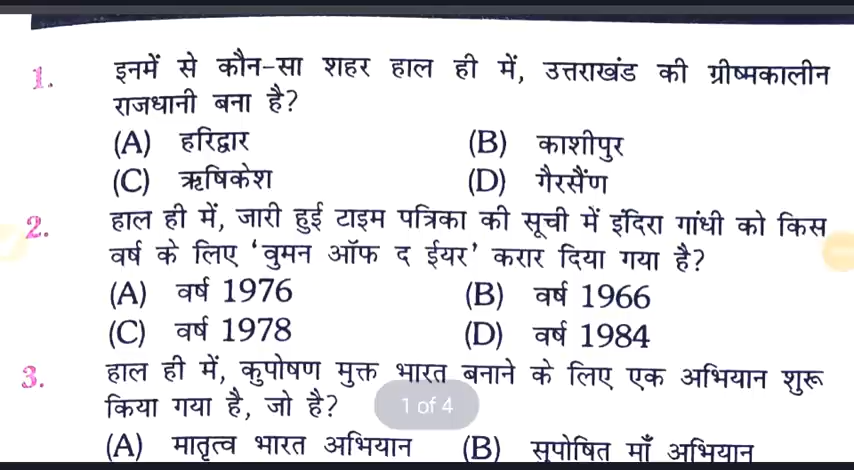 1. इनमें से कौन-सा शहर हाल ही में, उत्तराखंड की ग्रीष्मकालीन
राजधानी बना है?
(A) हरिद्वार (B) काशीपुर
(C) ऋषिकेश (D) गैरसैंण
2. हाल ही में, जारी हुई टाइम पत्रिका की सूची में इंदिरा गांधी को किस
वर्ष के लिए 'वुमन ऑफ द ईयर' करार दिया गया है?
(A) वर्ष 1976 (B) वर्ष 1966
(C) वर्ष 1978 (D) वर्ष 1984
3. हाल ही में, कुपोषण मुक्त भारत बनाने के लिए एक अभियान शुरू
किया गया है, जो है?
1 of 4
(A) मातृत्व भारत अभियान (B) सुपोषित माँ अभियान